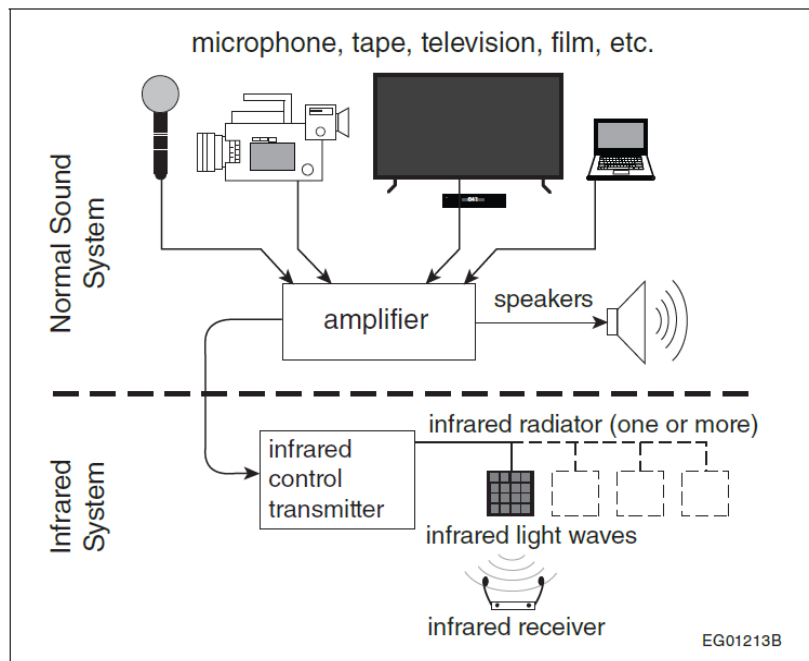 microphone, tape, television, film, etc.
Normal Sound
System
amplifier
speakers
Infrared
System
infrared
control
transmitter
infrared radiator (one or more)
infrared light waves
infrared receiver
EG01213B